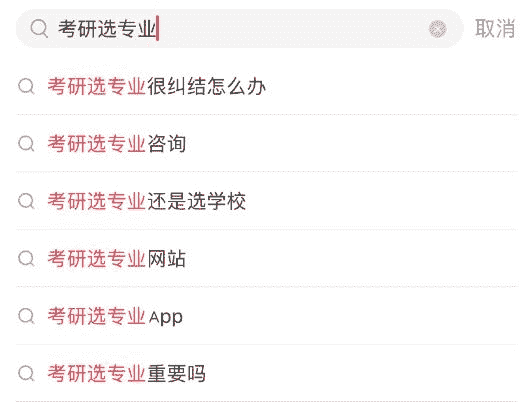 考研选专业 取消
考研选专业很纠结怎么办
考研选专业咨询
考研选专业还是选学校
考研选专业网站
考研选专业App
考研选专业重要吗